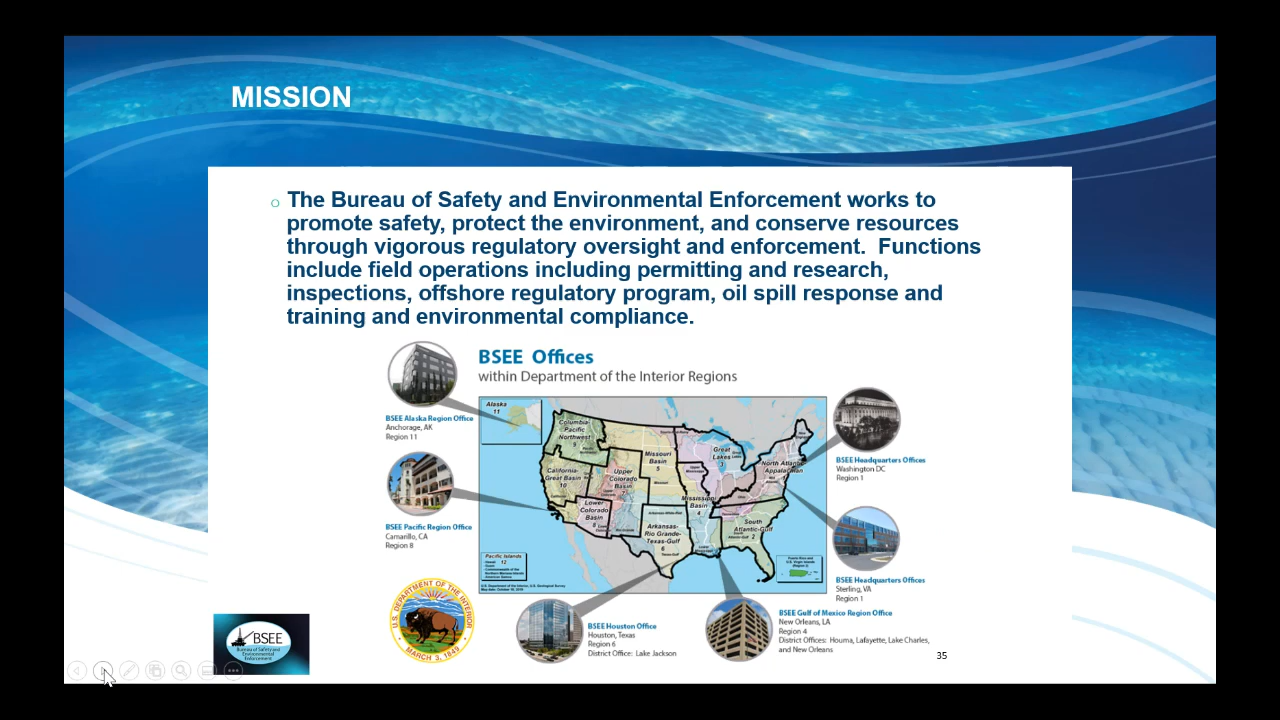 MISSION
The Bureau of Safety and Environmental Enforcement works to
promote safety, protect the environment, and conserve resources
through vigorous regulatory oversight and enforcement.  Functions
include field operations including permitting and research,
inspections, offshore regulatory program, oil spill response and
training and environmental compliance.
BSEE Offices
within Department of the Interior Regions
BSEE Alaska Region Office
Anchorage, AK
Region 11
BSEE Pacific Region Office
Camarillo, CA
Region 8
Alaska
11
Columbia-
Pacific
Northwest
9
Missouri
Basin
5
Great
Lakes
3
North Atlantic
Appalachian
1
California-
Great Basin
10
Upper
Colorado
Basin
7
Lower
Colorado
Basin
8
Mississippi
Basin
4
Arkansas-
Rio Grande-
Texas-Gulf
6
South
Atlantic-Gulf
2
Pacific Islands
12
BSEE Headquarters Offices
Washington DC
Region 1
BSEE Headquarters Offices
Sterling, VA
Region 1
BSEE Houston Office
Houston, Texas
Region 6
District Office: Lake Jackson
BSEE Gulf of Mexico Region Office
New Orleans, LA
Region 4
District Offices: Houma, Lafayette, Lake Charles,
and New Orleans
U.S. DEPARTMENT OF THE INTERIOR
MARCH 3, 1849
BSEE
Bureau of Safety and
Environmental
Enforcement
35